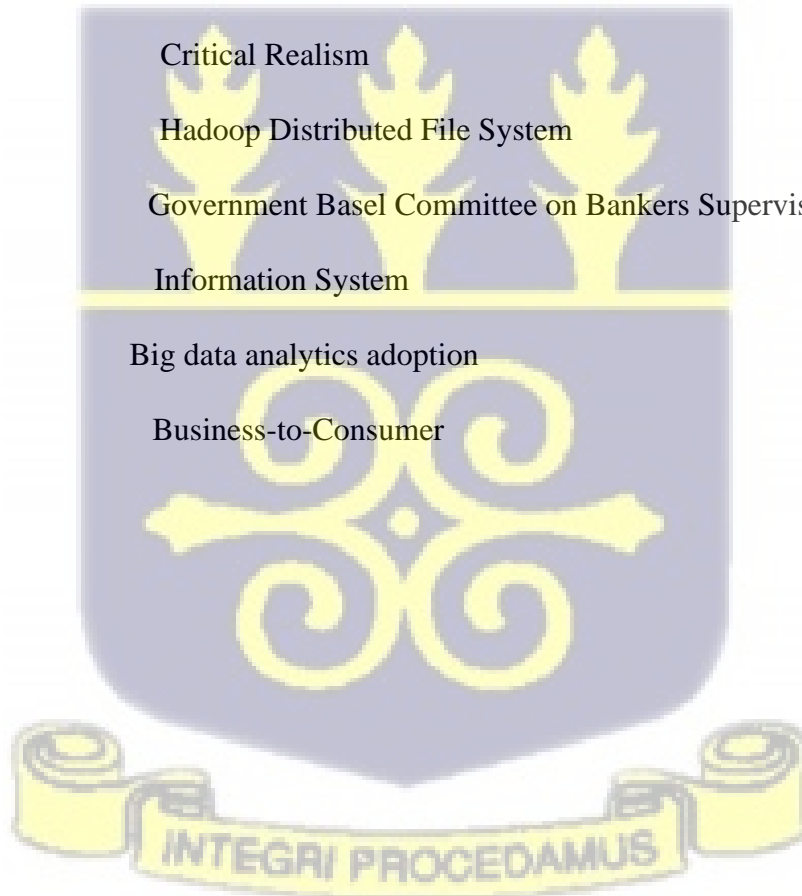 Critical Realism
Hadoop Distributed File System
Government Basel Committee on Bankers
Information System
Big data analytics adoption
Business-to-Consumer
INTEGRI PROCEDAMUS